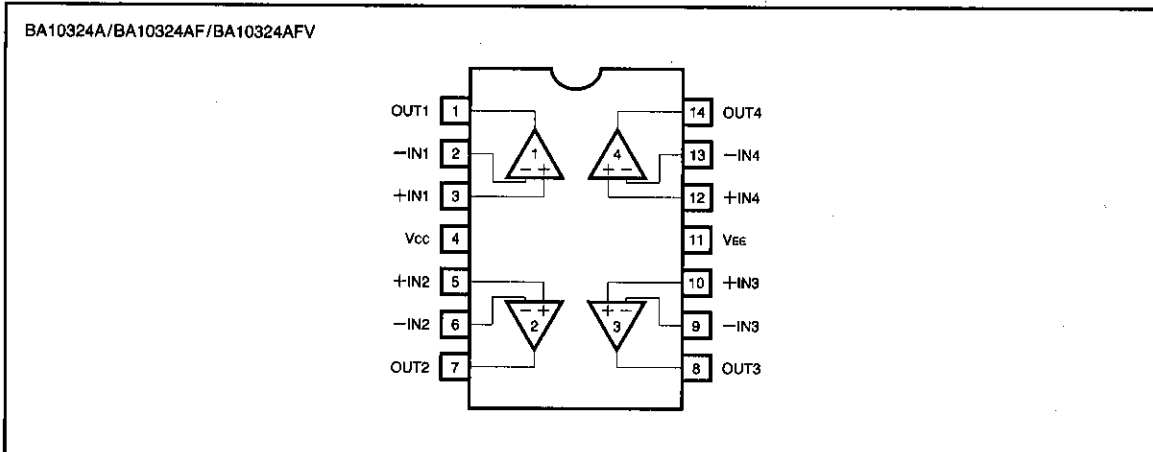 BA10324A/BA10324AF/BA10324AFV
OUT1 1 14 OUT4
−IN1 2 1 4 13 −IN4
− + + −
+IN1 3 12 +IN4
Vcc 4 11 VEE
+IN2 5 10 +IN3
− + + −
−IN2 6 2 3 9 −IN3
OUT2 7 8 OUT3